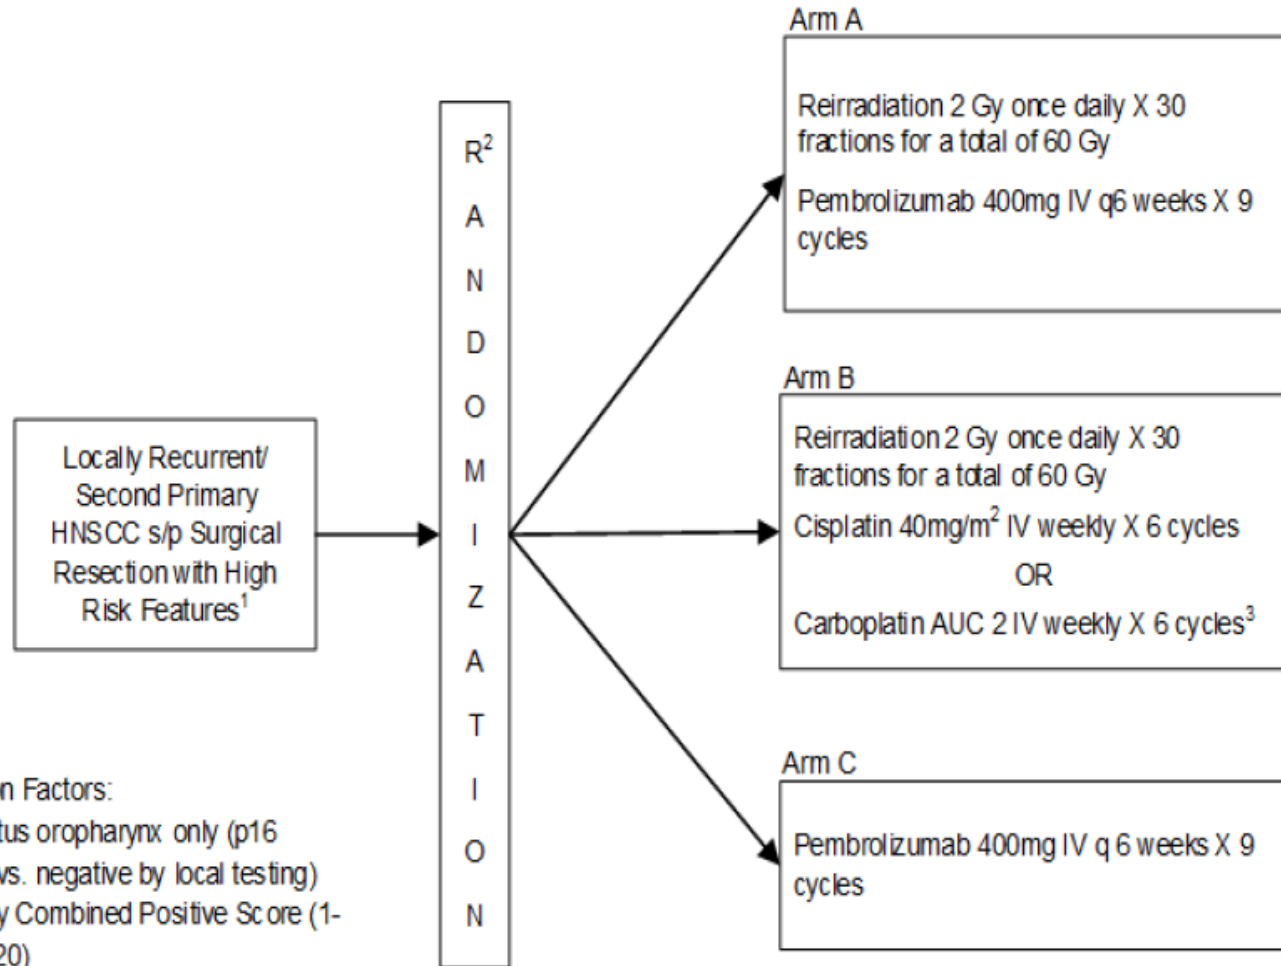 Locally Recurrent/
Second Primary
HNSCC s/p Surgical
Resection with High
Risk Features¹
on Factors:
tus oropharynx only (p16
vs. negative by local testing)
y Combined Positive Score (1-
20)
R²
A
N
D
O
M
I
Z
A
T
I
O
N
Arm A
Reirradiation 2 Gy once daily X 30
fractions for a total of 60 Gy
Pembrolizumab 400mg IV q6 weeks X 9
cycles
Arm B
Reirradiation 2 Gy once daily X 30
fractions for a total of 60 Gy
Cisplatin 40mg/m² IV weekly X 6 cycles
OR
Carboplatin AUC 2 IV weekly X 6 cycles³
Arm C
Pembrolizumab 400mg IV q 6 weeks X 9
cycles